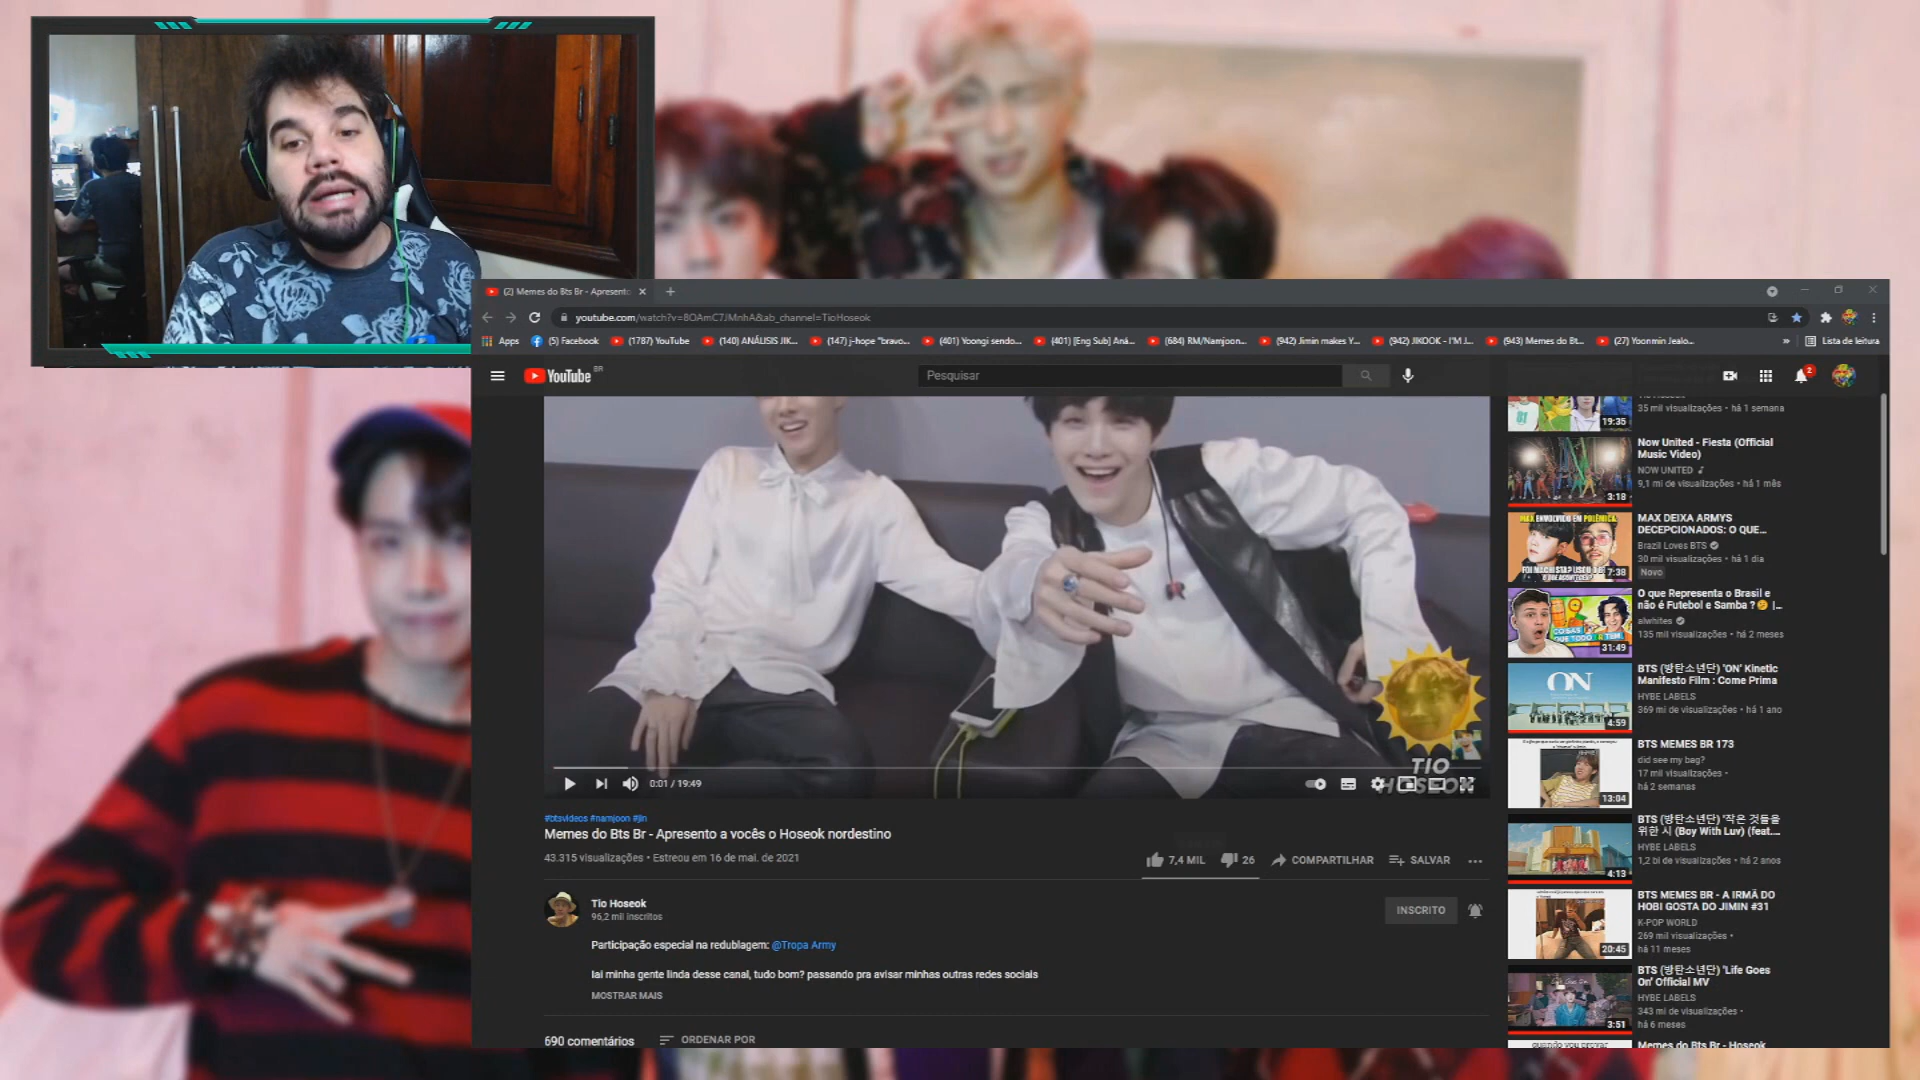 (2) Memes do Bts Br - Apresento
youtube.com/watch?v=8OAmC7JMnhA&ab_channel=TioHoseok
Apps
(5) Facebook
(1787) YouTube
(140) ANÁLISIS JIK...
(147) j-hope "bravo...
(401) Yoongi sendo...
(401) [Eng Sub] Aná...
(684) RM/Namjoon...
(942) Jimin makes Y...
(942) JIKOOK - I'M J...
(943) Memes do Bt...
(27) Yoonmin Jealo...
»
Lista de leitura
YouTube BR
Pesquisar
2
0:01 / 19:49
TIO
HOSEOK
#btsvideos #namjoon #jin
Memes do Bts Br - Apresento a vocês o Hoseok nordestino
43.315 visualizações • Estreou em 16 de mai. de 2021
7,4 MIL
26
COMPARTILHAR
SALVAR
Tio Hoseok
96,2 mil inscritos
INSCRITO
Participação especial na redublagem: @Tropa Army
Iai minha gente linda desse canal, tudo bom? passando pra avisar minhas outras redes sociais
MOSTRAR MAIS
690 comentários
ORDENAR POR
35 mil visualizações • há 1 semana
19:35
Now United - Fiesta (Official
Music Video)
NOW UNITED
9,1 mi de visualizações • há 1 mês
3:18
MAX ENVOLVIDO EM POLÊMICA
7:38
MAX DEIXA ARMYS
DECEPCIONADOS: O QUE...
Brazil Loves BTS
30 mil visualizações • há 1 dia
Novo
31:49
O que Representa o Brasil e
não é Futebol e Samba ?🤔 |...
alwhites
135 mil visualizações • há 2 meses
ON
4:59
BTS (방탄소년단) 'ON' Kinetic
Manifesto Film : Come Prima
HYBE LABELS
369 mi de visualizações • há 1 ano
13:04
BTS MEMES BR 173
did see my bag?
17 mil visualizações •
há 2 semanas
4:13
BTS (방탄소년단) '작은 것들을
위한 시 (Boy With Luv) (feat....
HYBE LABELS
1,2 bi de visualizações • há 2 anos
20:45
BTS MEMES BR - A IRMÃ DO
HOBI GOSTA DO JIMIN #31
K-POP WORLD
269 mil visualizações •
há 11 meses
3:51
BTS (방탄소년단) 'Life Goes
On' Official MV
HYBE LABELS
343 mi de visualizações •
há 6 meses
Memes do Bts Br - Hoseok